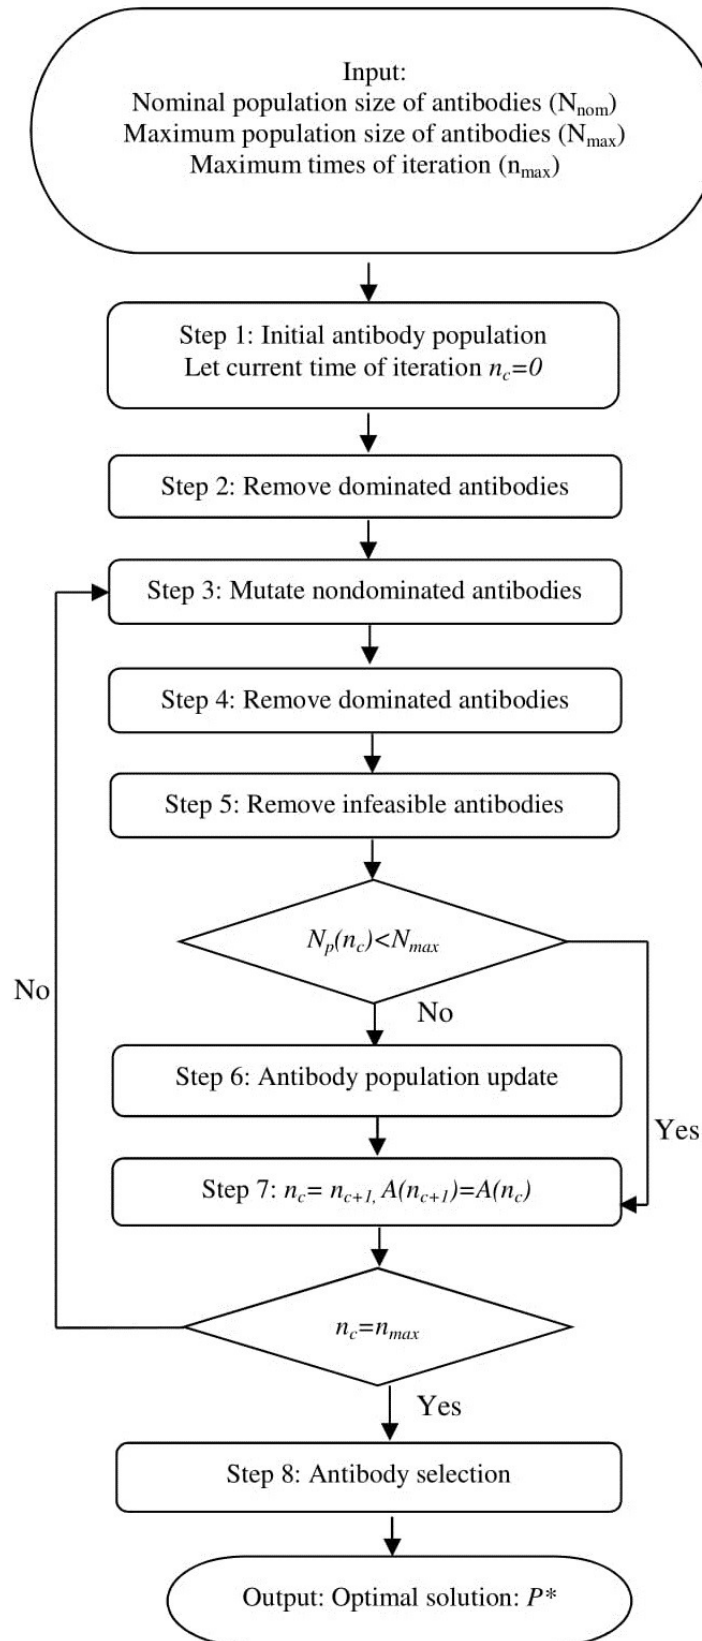 Input:
Nominal population size of antibodies (Nnom)
Maximum population size of antibodies (Nmax)
Maximum times of iteration (nmax)
Step 1: Initial antibody population
Let current time of iteration nc=0
Step 2: Remove dominated antibodies
Step 3: Mutate nondominated antibodies
Step 4: Remove dominated antibodies
Step 5: Remove infeasible antibodies
Np(nc)<Nmax
No
No
Step 6: Antibody population update
Yes
Step 7: nc= nc+1, A(nc+1)=A(nc)
nc=nmax
Yes
Step 8: Antibody selection
Output: Optimal solution: P*